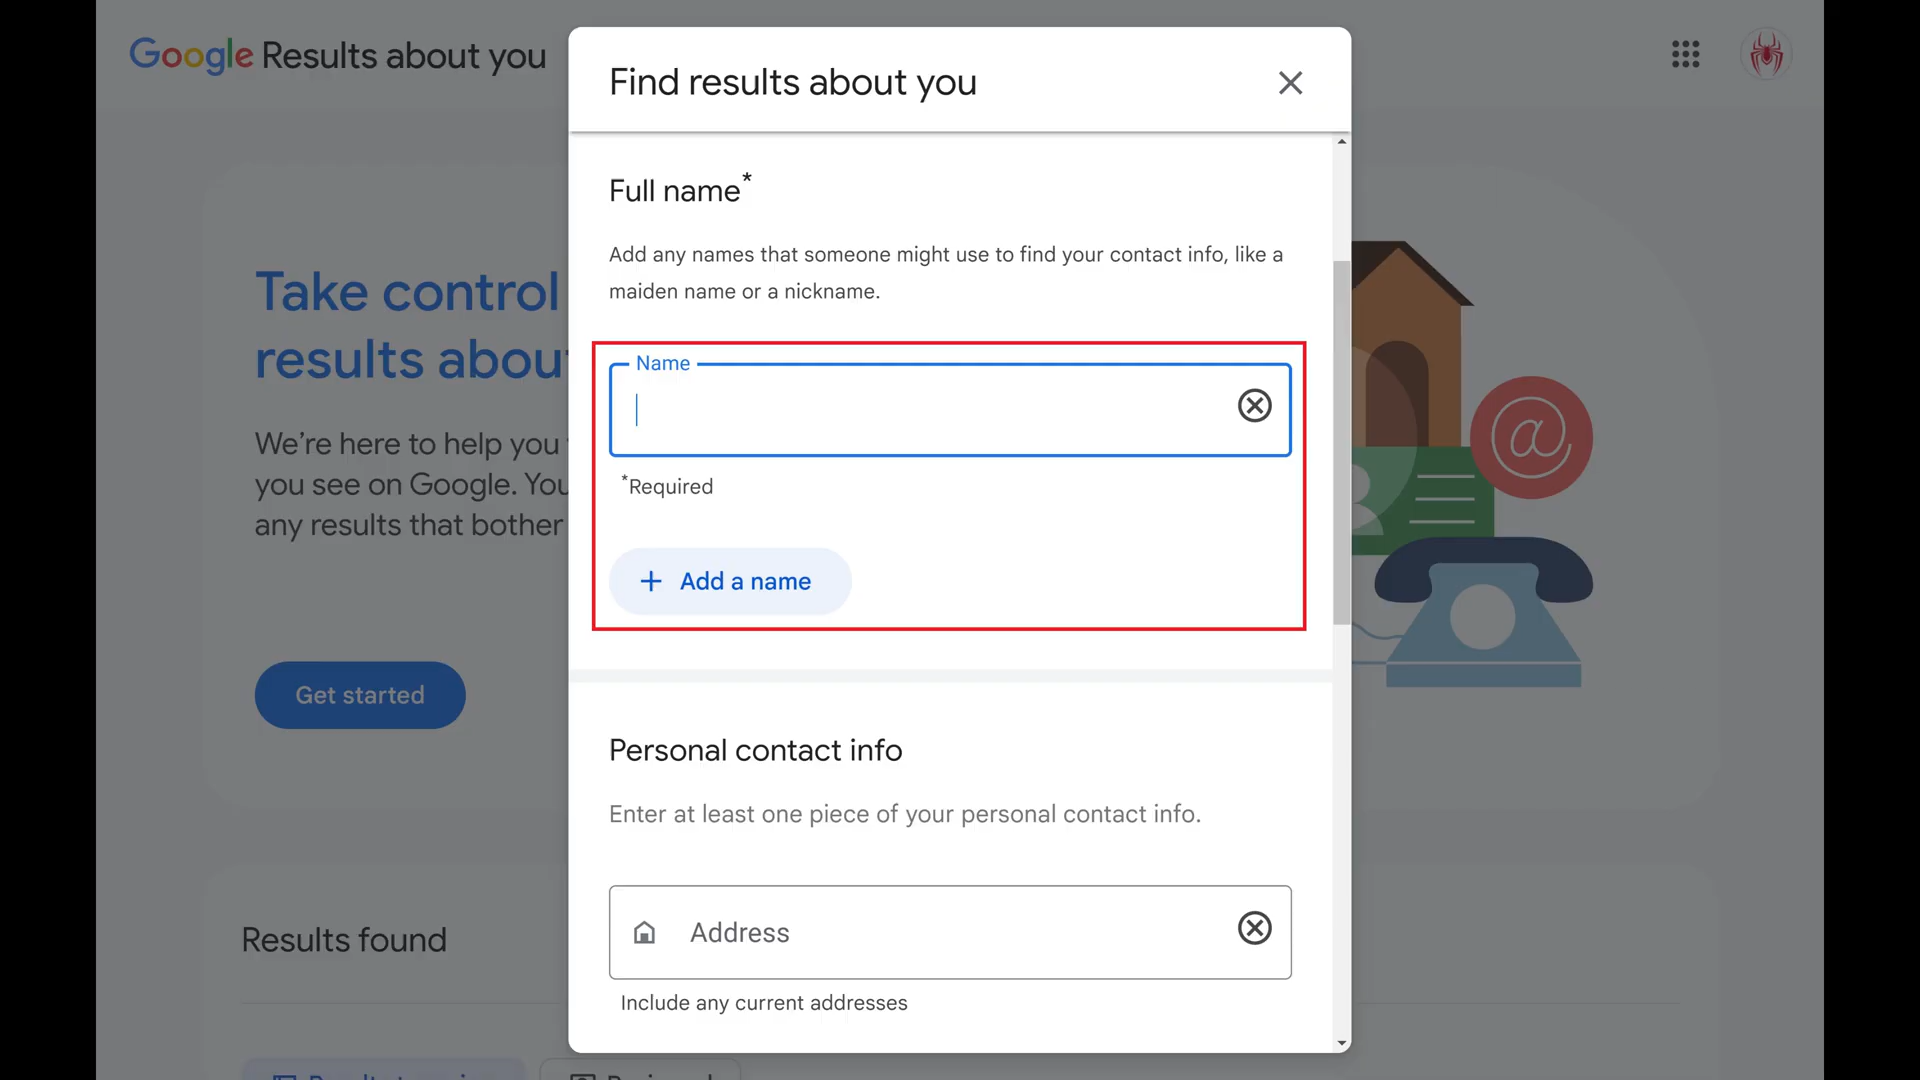 Google Results about you
Find results about you
Full name*
Add any names that someone might use to find your contact info, like a
maiden name or a nickname.
Name
*Required
+ Add a name
Personal contact info
Enter at least one piece of your personal contact info.
Address
Include any current addresses
Take control
results about
We're here to help you
you see on Google. You
any results that bother
Get started
@
Results found